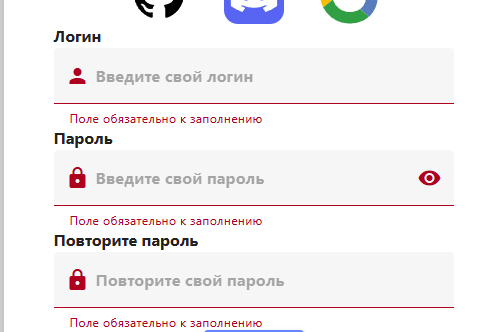 Логин
Введите свой логин
Поле обязательно к заполнению
Пароль
Введите свой пароль
Поле обязательно к заполнению
Повторите пароль
Повторите свой пароль
Поле обязательно к заполнению